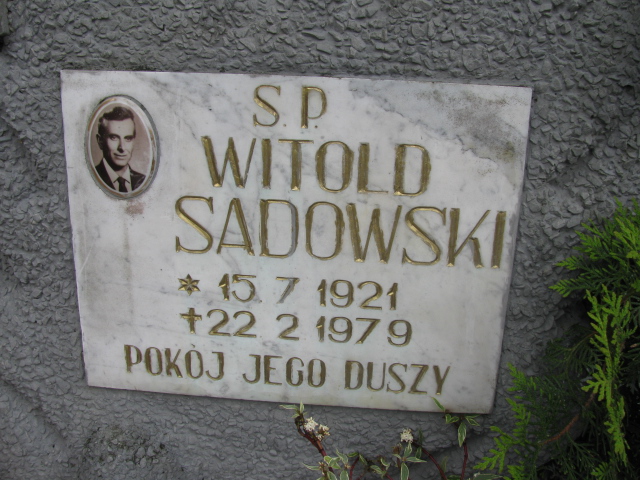 S.P.
WITOLD
SADOWSKI
* 15. 7 1921
✝ 22. 2 1979
POKÓJ JEGO DUSZY